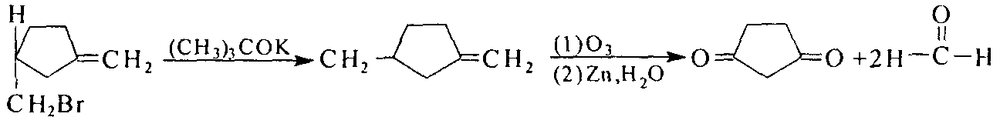 H
=CH₂
CH₂Br
(CH₃)₃COK
CH₂
=CH₂
(1)O₃
(2)Zn,H₂O
O= =O +2H-C-H
O